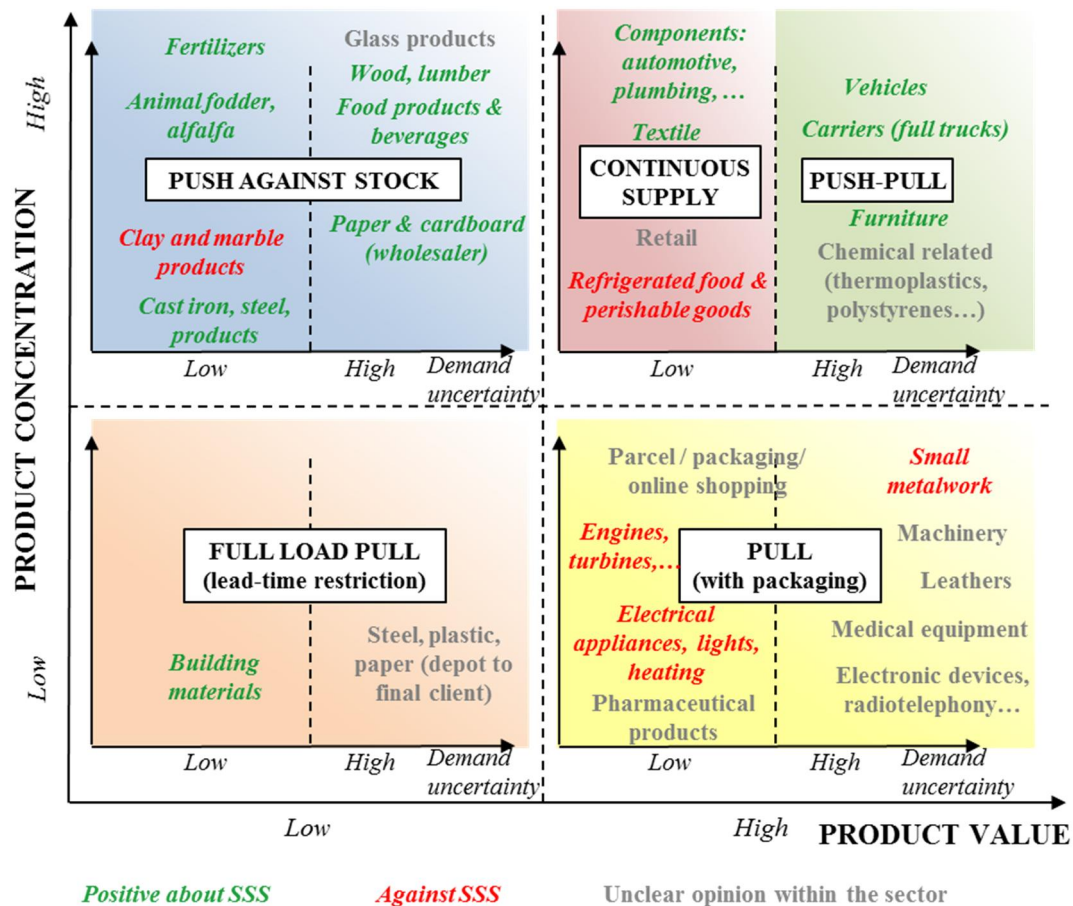 PRODUCT CONCENTRATION
High
Low
Fertilizers
Animal fodder,
alfalfa
Glass products
Wood, lumber
Food products &
beverages
PUSH AGAINST STOCK
Clay and marble
products
Cast iron, steel,
products
Paper & cardboard
(wholesaler)
Low
High
Demand
uncertainty
Components:
automotive,
plumbing, …
Textile
CONTINUOUS
SUPPLY
Retail
Refrigerated food &
perishable goods
Vehicles
Carriers (full trucks)
PUSH-PULL
Furniture
Chemical related
(thermoplastics,
polystyrenes…)
Low
High
Demand
uncertainty
FULL LOAD PULL
(lead-time restriction)
Building
materials
Steel, plastic,
paper (depot to
final client)
Low
High
Demand
uncertainty
Parcel / packaging/
online shopping
Engines,
turbines,…
PULL
(with packaging)
Electrical
appliances, lights,
heating
Pharmaceutical
products
Small
metalwork
Machinery
Leathers
Medical equipment
Electronic devices,
radiotelephony…
Low
High
Demand
uncertainty
Low
High
PRODUCT VALUE
Positive about SSS
Against SSS
Unclear opinion within the sector